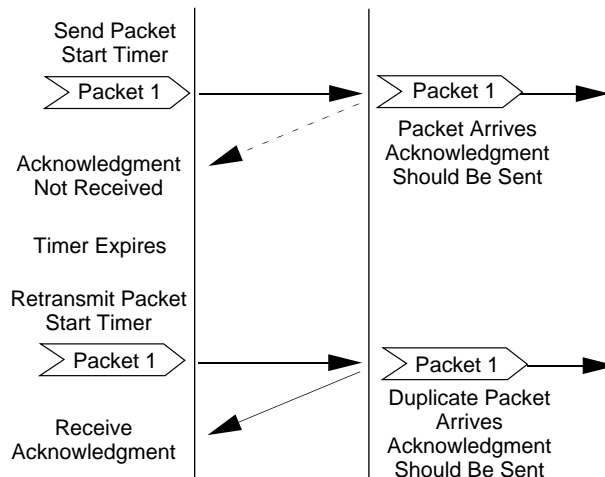 Send Packet
Start Timer
Packet 1
Packet 1
Packet Arrives
Acknowledgment
Should Be Sent
Acknowledgment
Not Received
Timer Expires
Retransmit Packet
Start Timer
Packet 1
Packet 1
Duplicate Packet
Arrives
Acknowledgment
Should Be Sent
Receive
Acknowledgment